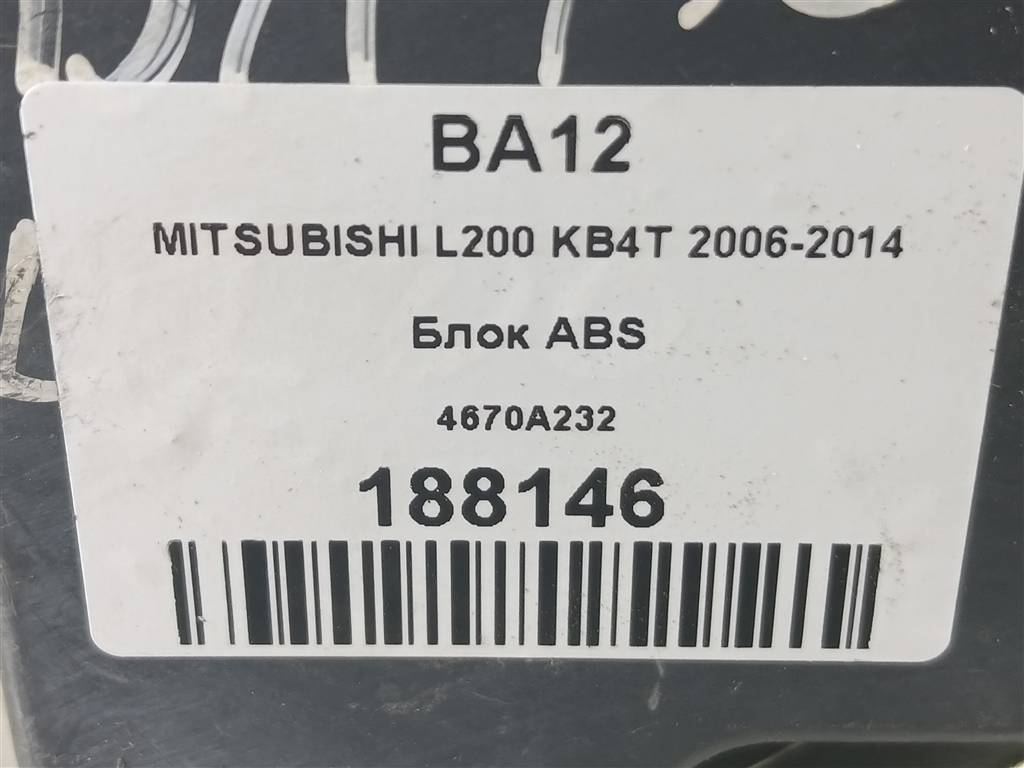 BA12
MITSUBISHI L200 KB4T 2006-2014
Блок ABS
4670A232
188146